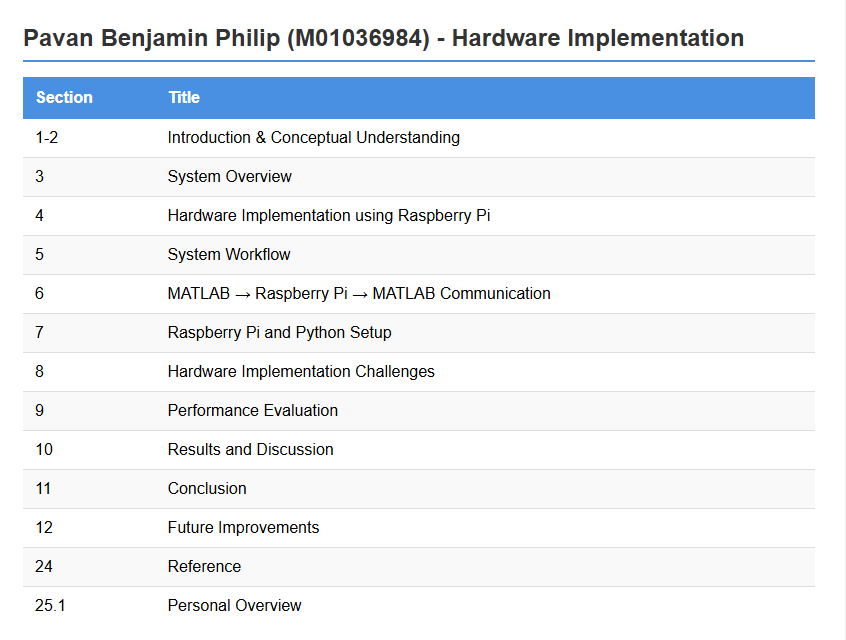 Pavan Benjamin Philip (M01036984) - Hardware Implementation
Section Title
1-2 Introduction & Conceptual Understanding
3 System Overview
4 Hardware Implementation using Raspberry Pi
5 System Workflow
6 MATLAB → Raspberry Pi → MATLAB Communication
7 Raspberry Pi and Python Setup
8 Hardware Implementation Challenges
9 Performance Evaluation
10 Results and Discussion
11 Conclusion
12 Future Improvements
24 Reference
25.1 Personal Overview